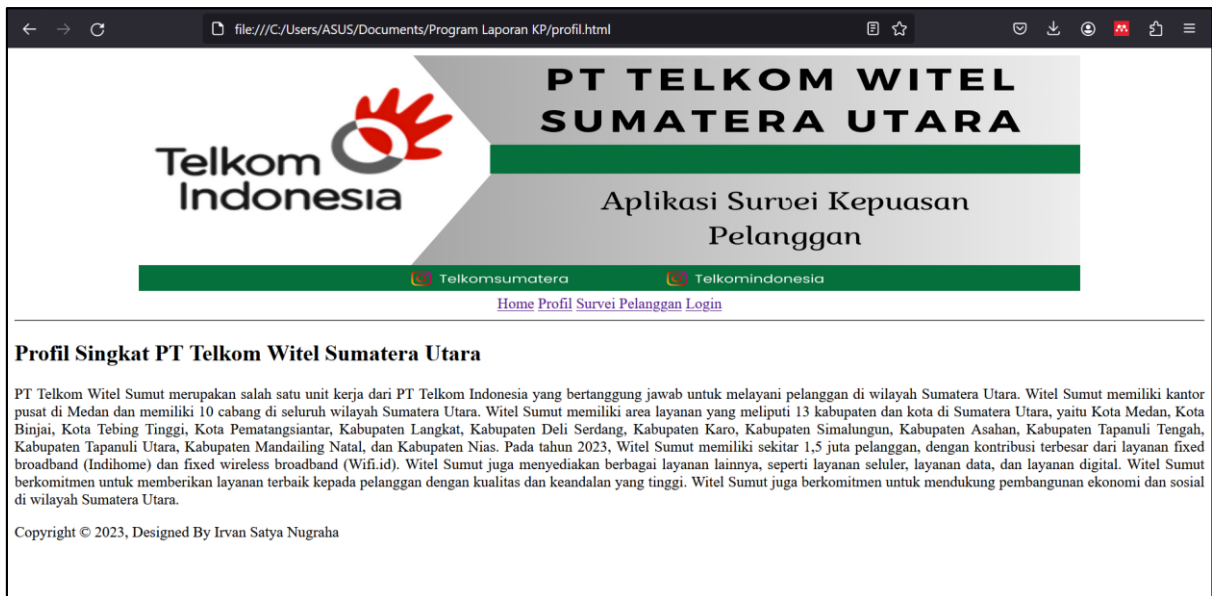 file:///C:/Users/ASUS/Documents/Program Laporan KP/profil.html
Telkom
Indonesia
PT TELKOM WITEL
SUMATERA UTARA
Aplikasi Survei Kepuasan
Pelanggan
Telkomsumatera Telkomindonesia
Home Profil Survei Pelanggan Login
Profil Singkat PT Telkom Witel Sumatera Utara
PT Telkom Witel Sumut merupakan salah satu unit kerja dari PT Telkom Indonesia yang bertanggung jawab untuk melayani pelanggan di wilayah Sumatera Utara. Witel Sumut memiliki kantor
pusat di Medan dan memiliki 10 cabang di seluruh wilayah Sumatera Utara. Witel Sumut memiliki area layanan yang meliputi 13 kabupaten dan kota di Sumatera Utara, yaitu Kota Medan, Kota
Binjai, Kota Tebing Tinggi, Kota Pematangsiantar, Kabupaten Langkat, Kabupaten Deli Serdang, Kabupaten Karo, Kabupaten Simalungun, Kabupaten Asahan, Kabupaten Tapanuli Tengah,
Kabupaten Tapanuli Utara, Kabupaten Mandailing Natal, dan Kabupaten Nias. Pada tahun 2023, Witel Sumut memiliki sekitar 1,5 juta pelanggan, dengan kontribusi terbesar dari layanan fixed
broadband (Indihome) dan fixed wireless broadband (Wifi.id). Witel Sumut juga menyediakan berbagai layanan lainnya, seperti layanan seluler, layanan data, dan layanan digital. Witel Sumut
berkomitmen untuk memberikan layanan terbaik kepada pelanggan dengan kualitas dan keandalan yang tinggi. Witel Sumut juga berkomitmen untuk mendukung pembangunan ekonomi dan sosial
di wilayah Sumatera Utara.
Copyright © 2023, Designed By Irvan Satya Nugraha